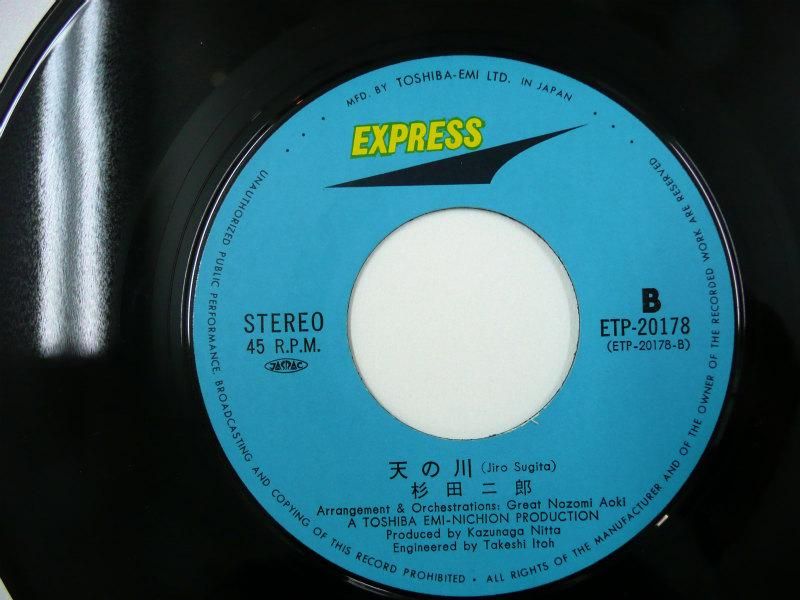 MFD. BY TOSHIBA-EMI LTD. IN JAPAN
EXPRESS
STEREO
45 R.P.M.
JASRAC
B
ETP-20178
(ETP-20178-B)
天の川 (Jiro Sugita)
杉田二郎
Arrangement & Orchestrations: Great Nozomi Aoki
A TOSHIBA EMI-NICHION PRODUCTION
Produced by Kazunaga Nitta
Engineered by Takeshi Itoh
UNAUTHORIZED PUBLIC PERFORMANCE, BROADCASTING AND COPYING OF THIS RECORD PROHIBITED • ALL RIGHTS OF THE MANUFACTURER AND OF THE OWNER OF THE RECORDED WORK ARE RESERVED